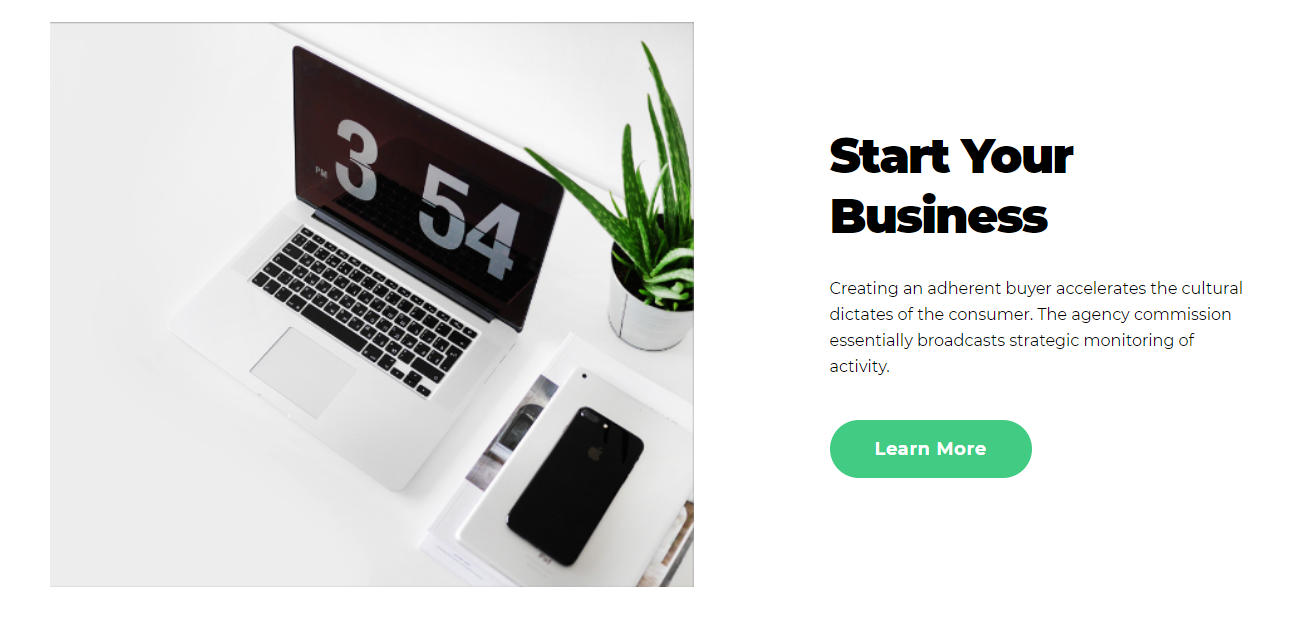 PM
3
54
Start Your
Business
Creating an adherent buyer accelerates the cultural
dictates of the consumer. The agency commission
essentially broadcasts strategic monitoring of
activity.
Learn More